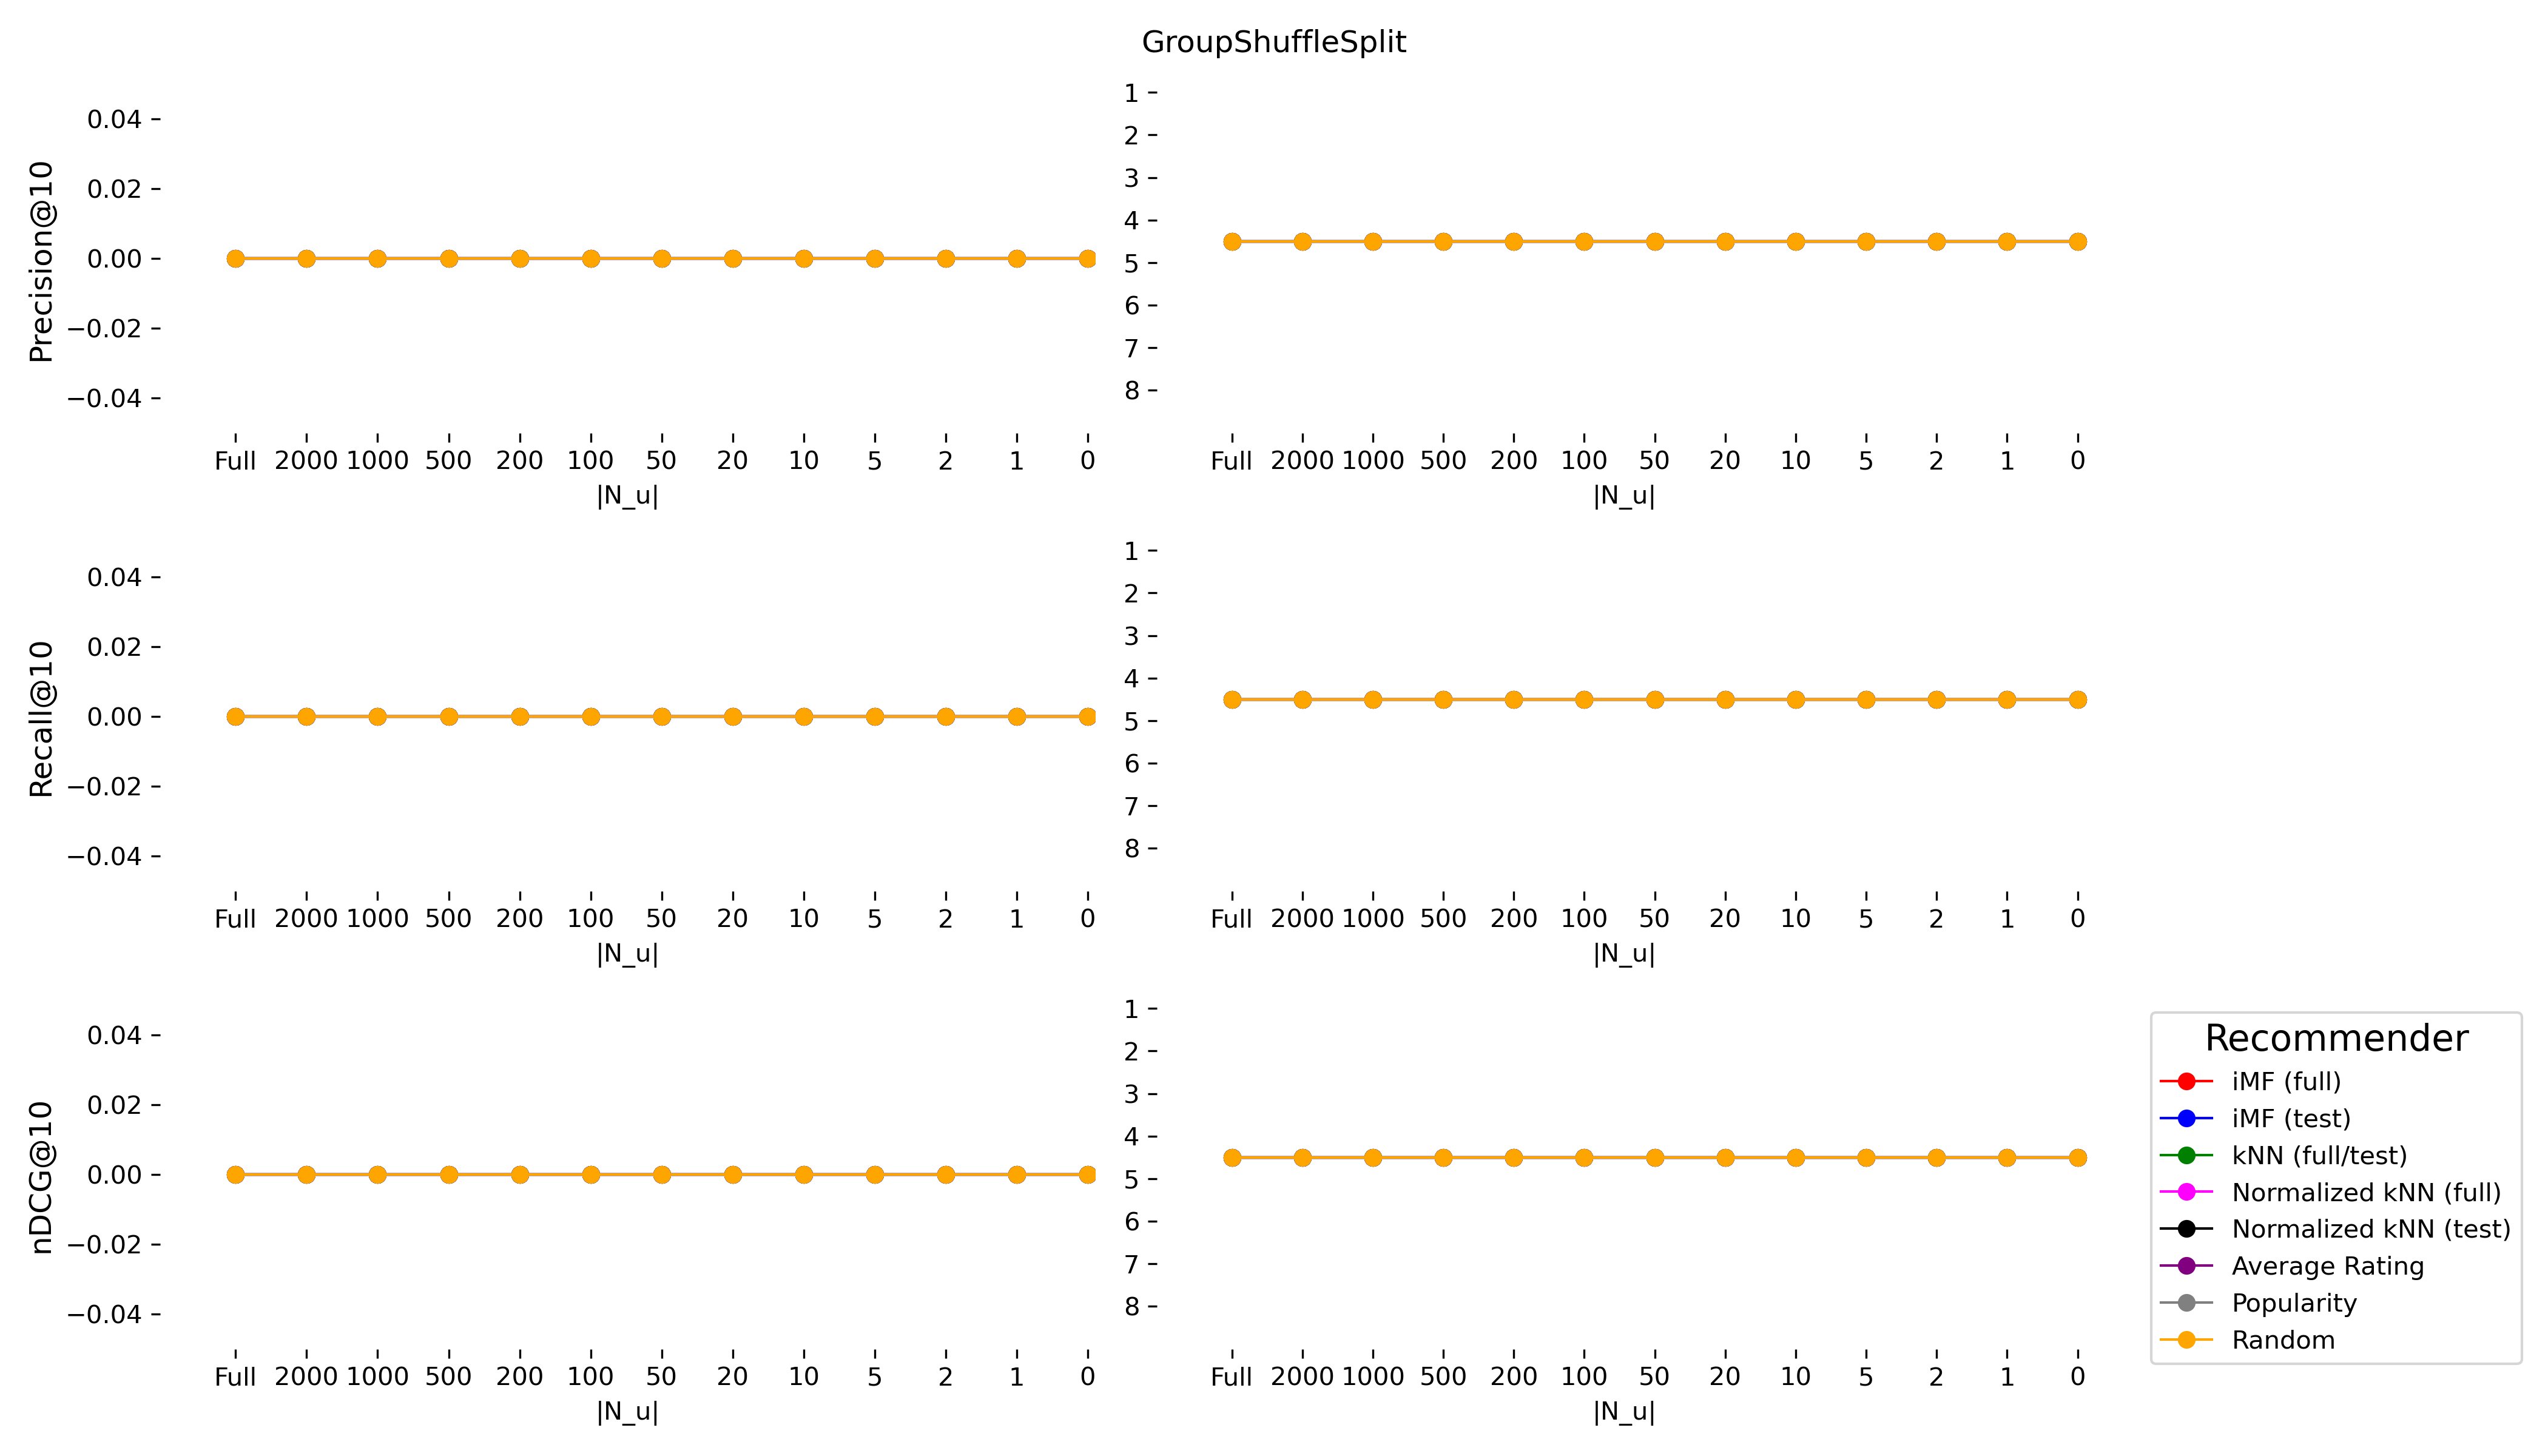 GroupShuffleSplit
Precision@10
0.04
0.02
0.00
−0.02
−0.04
Full 2000 1000 500 200 100 50 20 10 5 2 1 0
|N_u|
1
2
3
4
5
6
7
8
Full 2000 1000 500 200 100 50 20 10 5 2 1 0
|N_u|
Recall@10
0.04
0.02
0.00
−0.02
−0.04
Full 2000 1000 500 200 100 50 20 10 5 2 1 0
|N_u|
1
2
3
4
5
6
7
8
Full 2000 1000 500 200 100 50 20 10 5 2 1 0
|N_u|
nDCG@10
0.04
0.02
0.00
−0.02
−0.04
Full 2000 1000 500 200 100 50 20 10 5 2 1 0
|N_u|
1
2
3
4
5
6
7
8
Full 2000 1000 500 200 100 50 20 10 5 2 1 0
|N_u|
Recommender
iMF (full)
iMF (test)
kNN (full/test)
Normalized kNN (full)
Normalized kNN (test)
Average Rating
Popularity
Random